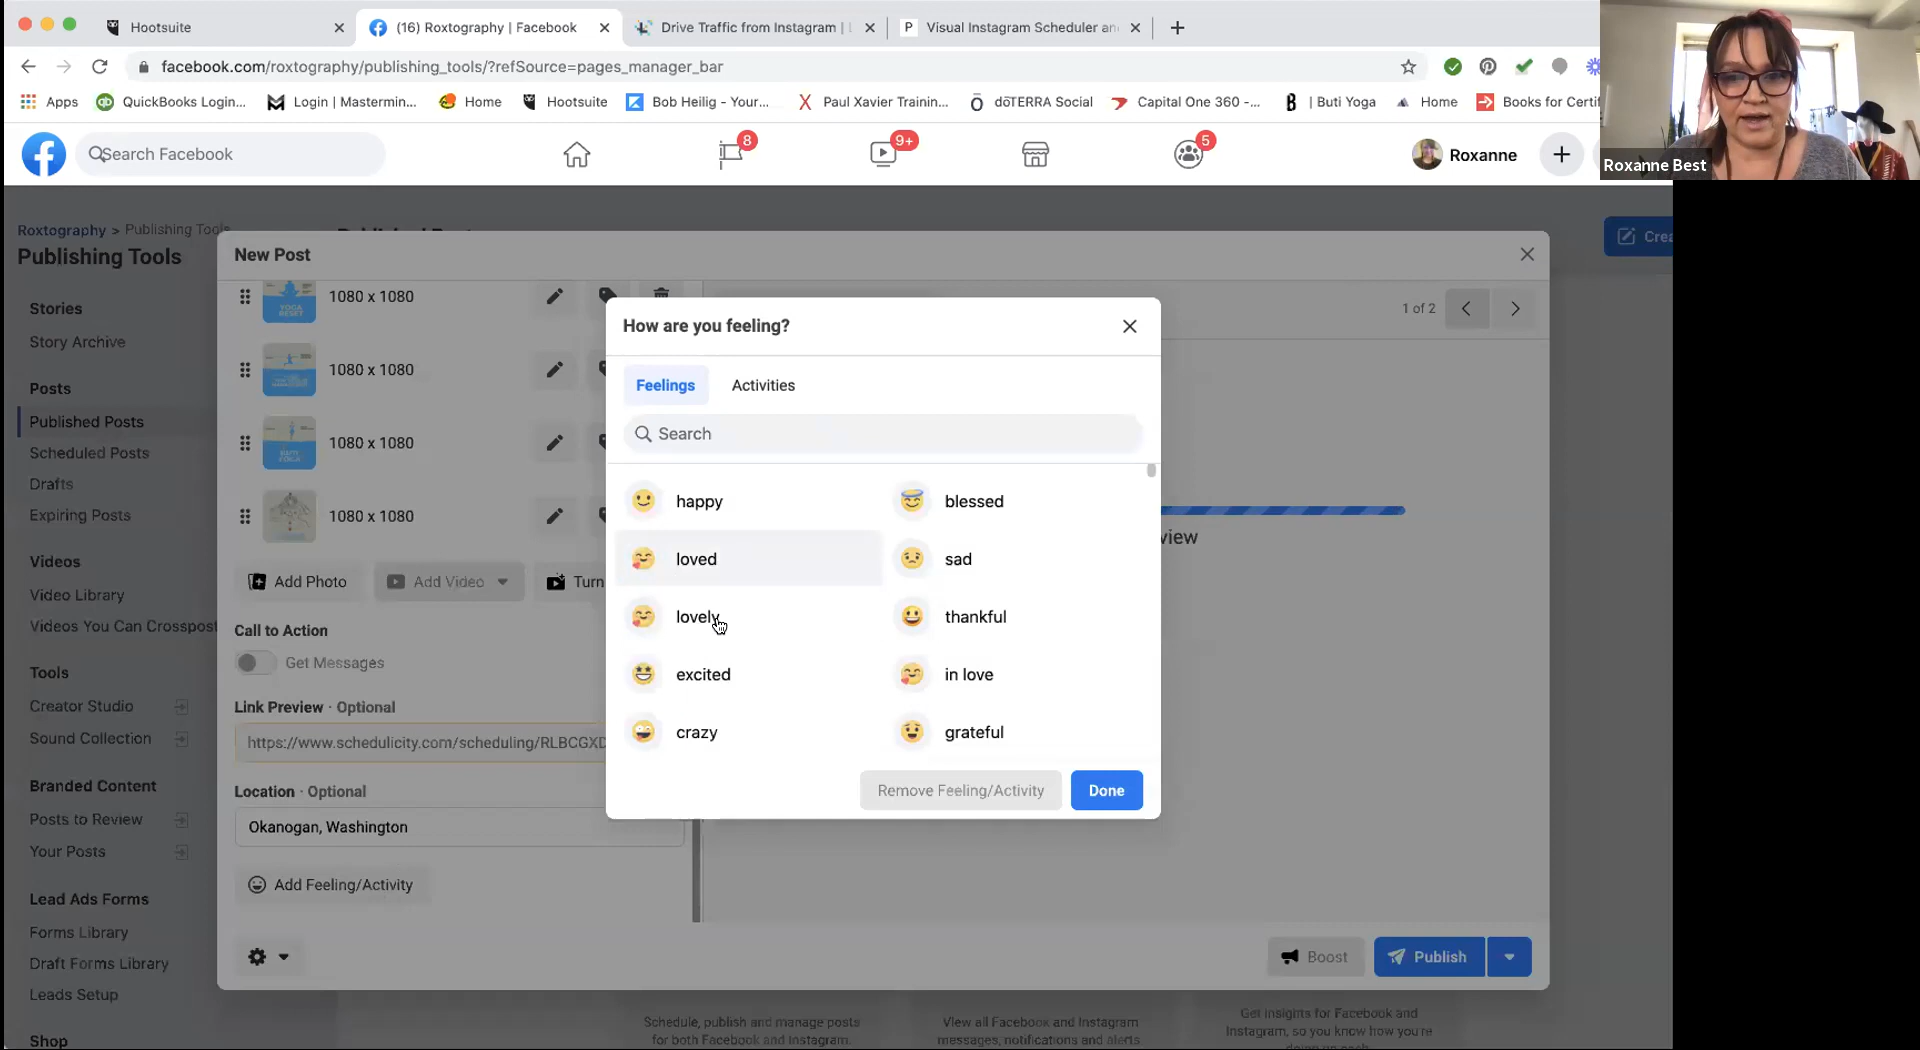 Hootsuite
(16) Roxtography | Facebook
Drive Traffic from Instagram |
Visual Instagram Scheduler an
facebook.com/roxtography/publishing_tools/?refSource=pages_manager_bar
Apps
QuickBooks Login...
Login | Mastermin...
Home
Hootsuite
Bob Heilig - Your...
Paul Xavier Trainin...
dōTERRA Social
Capital One 360 -...
| Buti Yoga
Home
Books for Certif
Search Facebook
8
9+
5
Roxanne
Roxanne Best
Roxtography > Publishing Tools
Publishing Tools
Crea
Stories
Story Archive
Posts
Published Posts
Scheduled Posts
Drafts
Expiring Posts
Videos
Video Library
Videos You Can Crosspost
Tools
Creator Studio
Sound Collection
Branded Content
Posts to Review
Your Posts
Lead Ads Forms
Forms Library
Draft Forms Library
Leads Setup
Shop
New Post
1080 x 1080
1080 x 1080
1080 x 1080
1080 x 1080
Add Photo
Add Video
Turn
Call to Action
Get Messages
Link Preview · Optional
https://www.schedulicity.com/scheduling/RLBCGXD
Location · Optional
Okanogan, Washington
Add Feeling/Activity
1 of 2
view
Boost
Publish
How are you feeling?
Feelings
Activities
Search
happy
blessed
loved
sad
lovely
thankful
excited
in love
crazy
grateful
Remove Feeling/Activity
Done
Schedule, publish and manage posts
for both Facebook and Instagram.
View all Facebook and Instagram
messages, notifications and alerts
Get insights for Facebook and
Instagram, so you know how you're